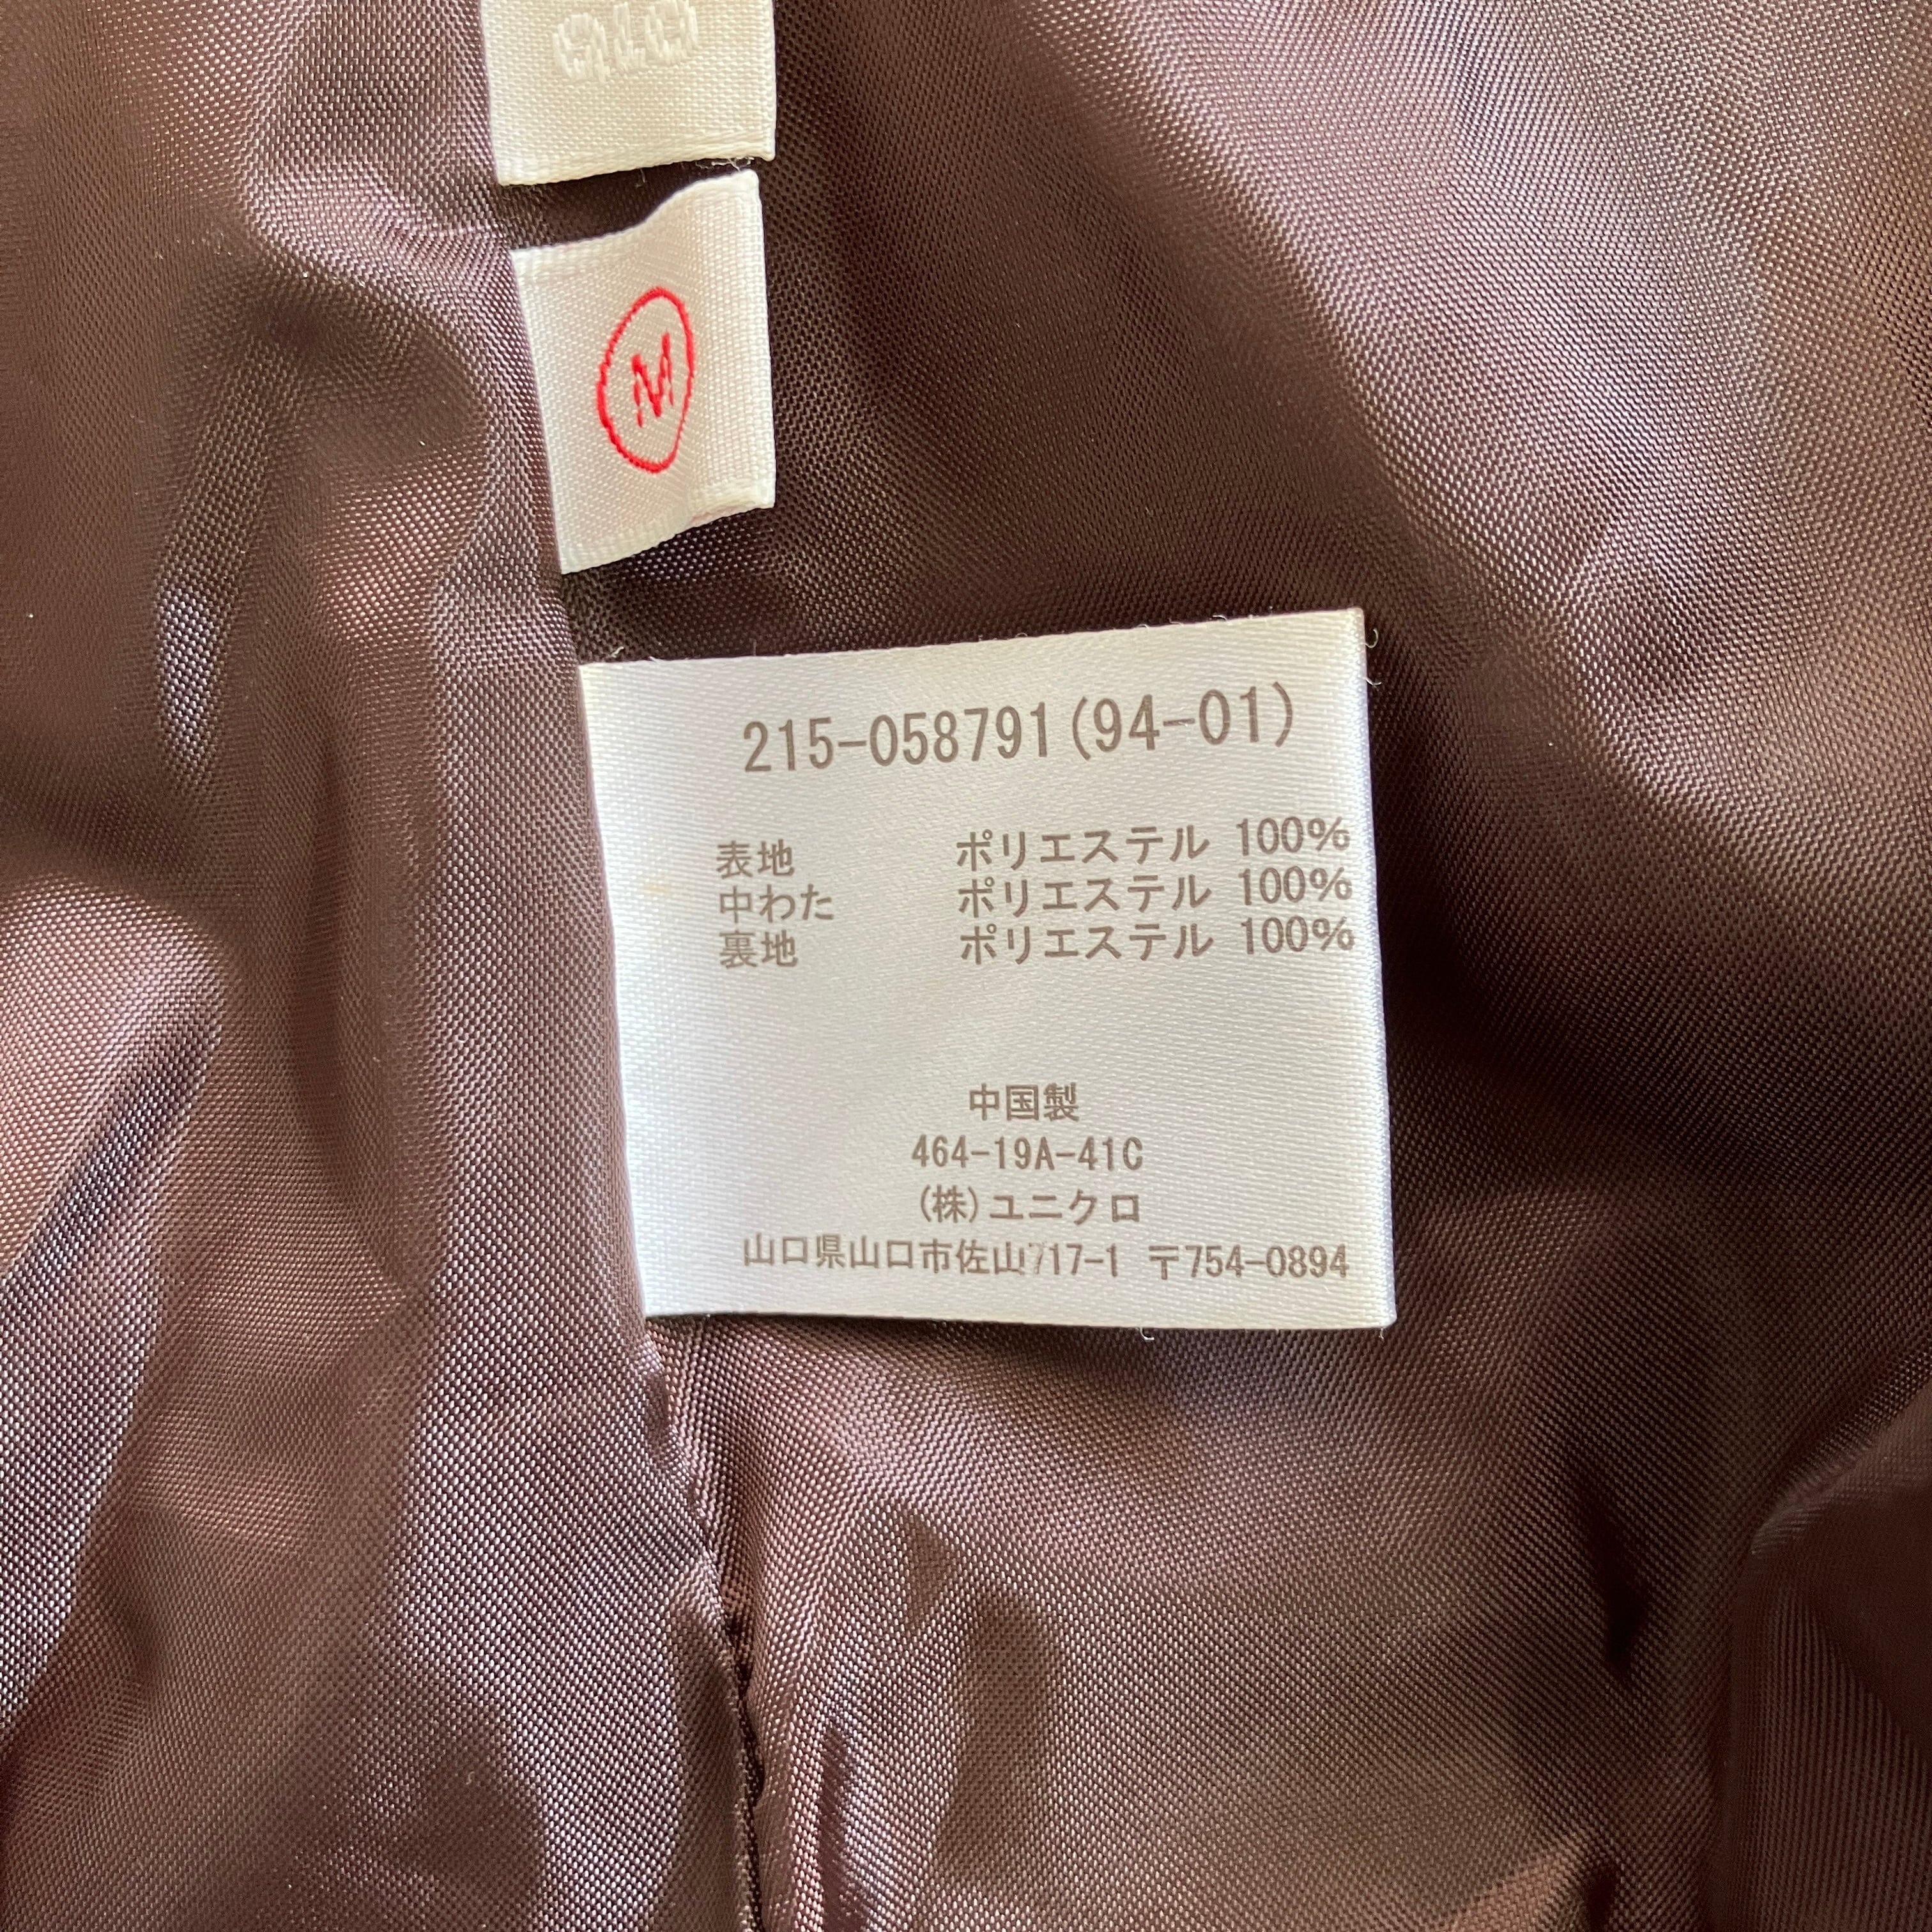 QLO
M
215-058791(94-01)
表地 ポリエステル 100%
中わた ポリエステル 100%
裏地 ポリエステル 100%
中国製
464-19A-41C
(株)ユニクロ
山口県山口市佐山717-1 〒754-0894